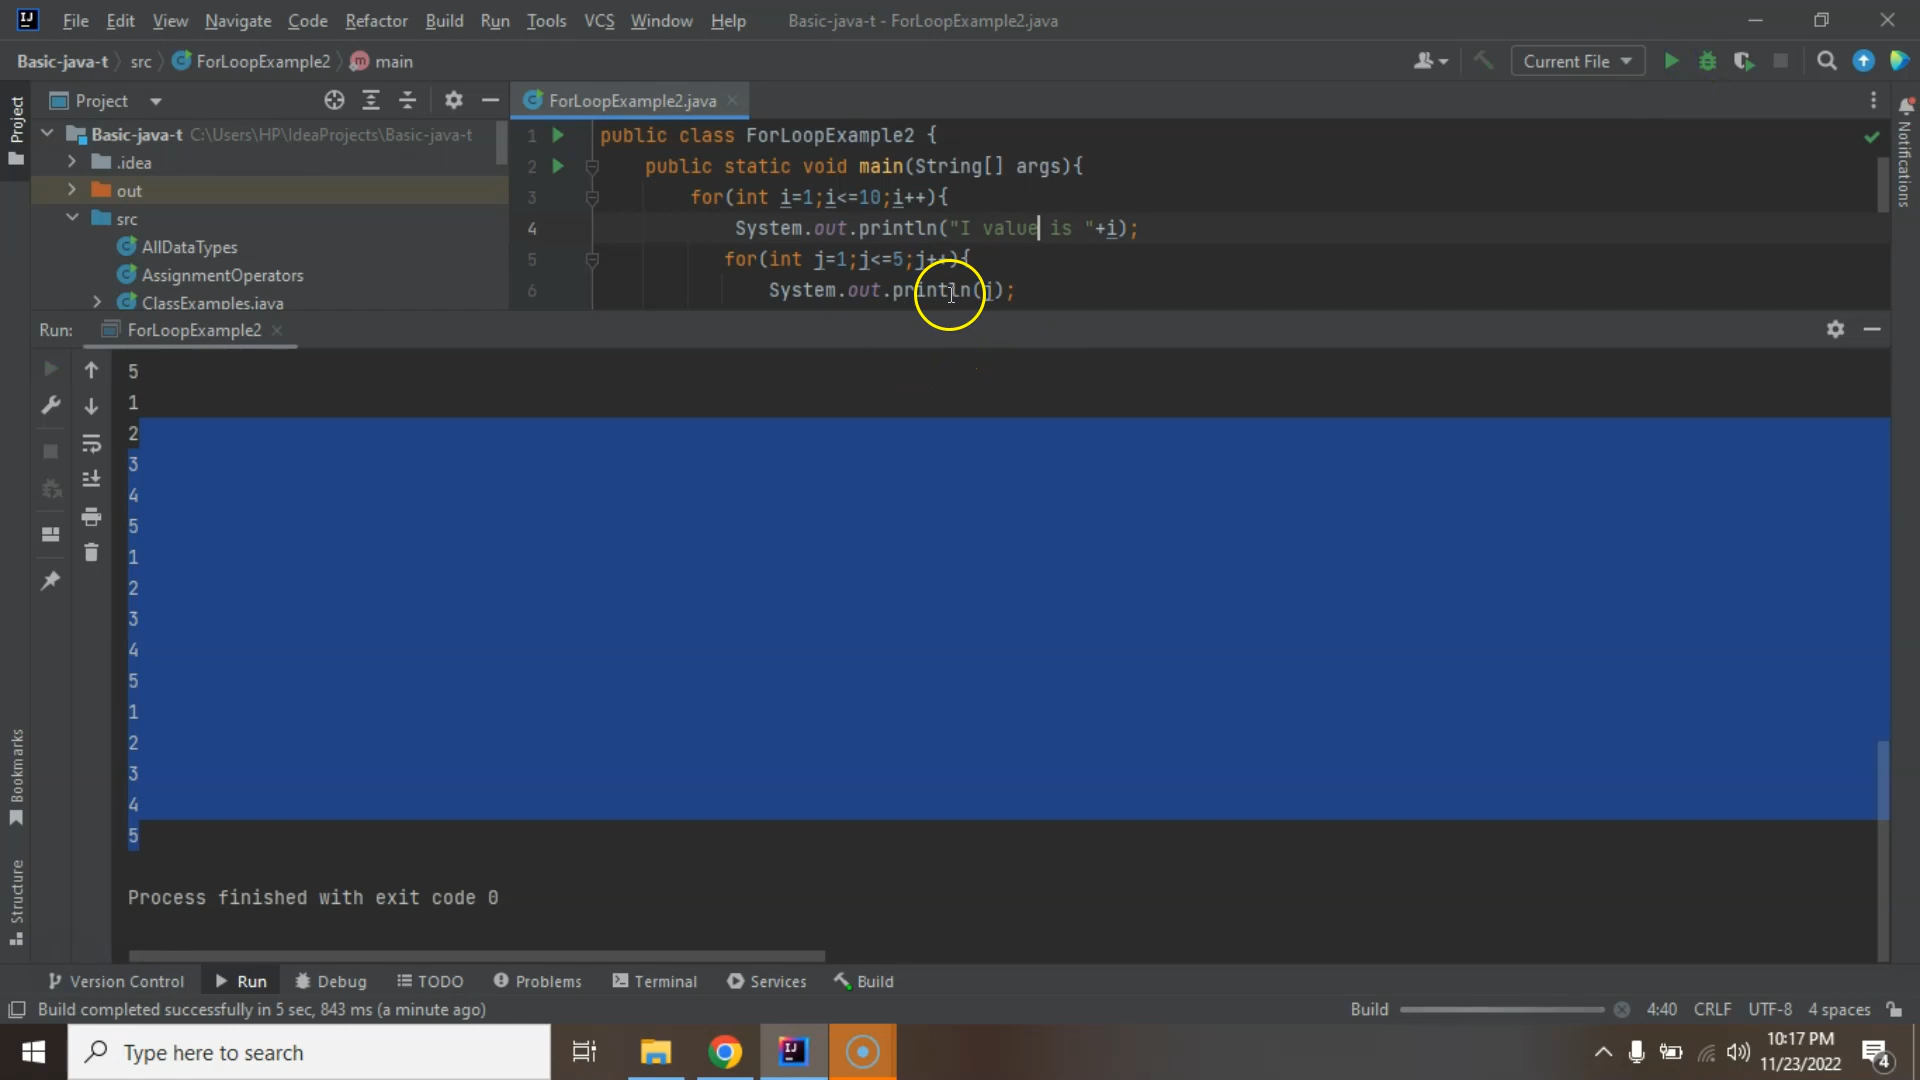 File Edit View Navigate Code Refactor Build Run Tools VCS Window Help Basic-java-t - ForLoopExample2.java
Basic-java-t src ForLoopExample2 main Current File
Project ForLoopExample2.java
Project
Notifications
Basic-java-t C:\Users\HP\IdeaProjects\Basic-java-t
.idea
out
src
AllDataTypes
AssignmentOperators
ClassExamples.java
1 public class ForLoopExample2 {
2 public static void main(String[] args){
3 for(int i=1;i<=10;i++){
4 System.out.println("I value is "+i);
5 for(int j=1;j<=5;j++){
6 System.out.println(j);
Run: ForLoopExample2
5
1
2
3
4
5
1
2
3
4
5
1
2
3
4
5
Process finished with exit code 0
Bookmarks
Structure
Version Control Run Debug TODO Problems Terminal Services Build
Build completed successfully in 5 sec, 843 ms (a minute ago) Build 4:40 CRLF UTF-8 4 spaces
Type here to search
10:17 PM
11/23/2022
4